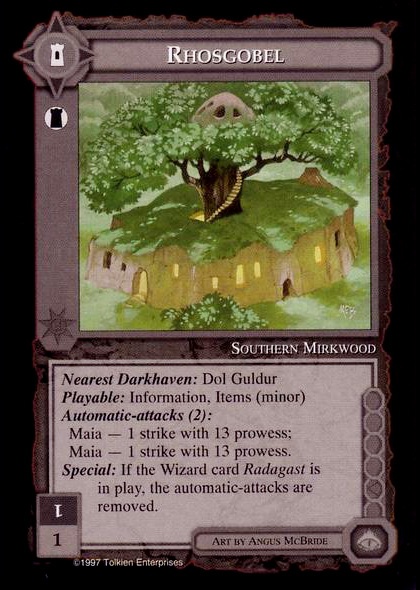 RHOSGOBEL
MCB
SOUTHERN MIRKWOOD
Nearest Darkhaven: Dol Guldur
Playable: Information, Items (minor)
Automatic-attacks (2):
Maia — 1 strike with 13 prowess;
Maia — 1 strike with 13 prowess.
Special: If the Wizard card Radagast is
in play, the automatic-attacks are
removed.
1
1
ART BY ANGUS MCBRIDE
©1997 Tolkien Enterprises